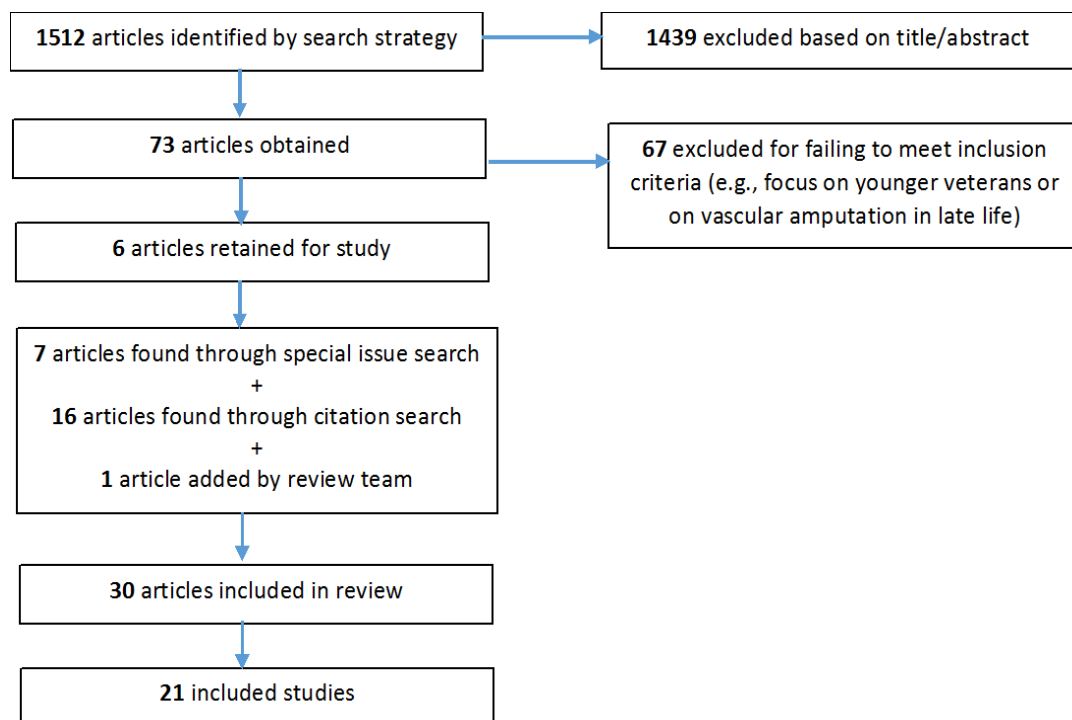 1512 articles identified by search strategy
1439 excluded based on title/abstract
73 articles obtained
67 excluded for failing to meet inclusion
criteria (e.g., focus on younger veterans or
on vascular amputation in late life)
6 articles retained for study
7 articles found through special issue search
+
16 articles found through citation search
+
1 article added by review team
30 articles included in review
21 included studies